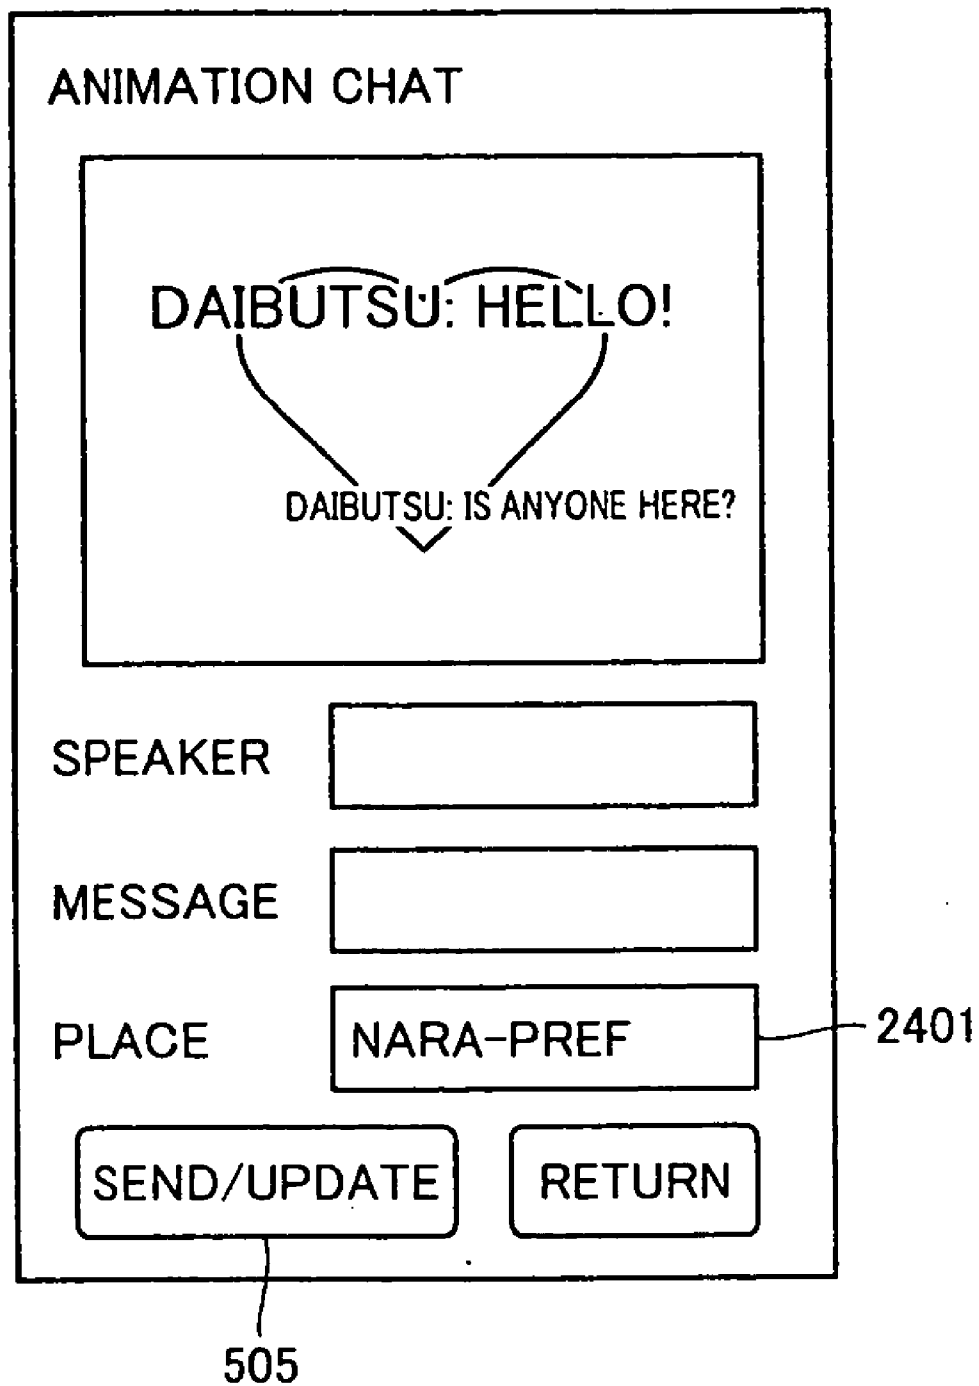 ANIMATION CHAT
DAIBUTSU: HELLO!
DAIBUTSU: IS ANYONE HERE?
SPEAKER
MESSAGE
PLACE NARA-PREF 2401
SEND/UPDATE RETURN
505